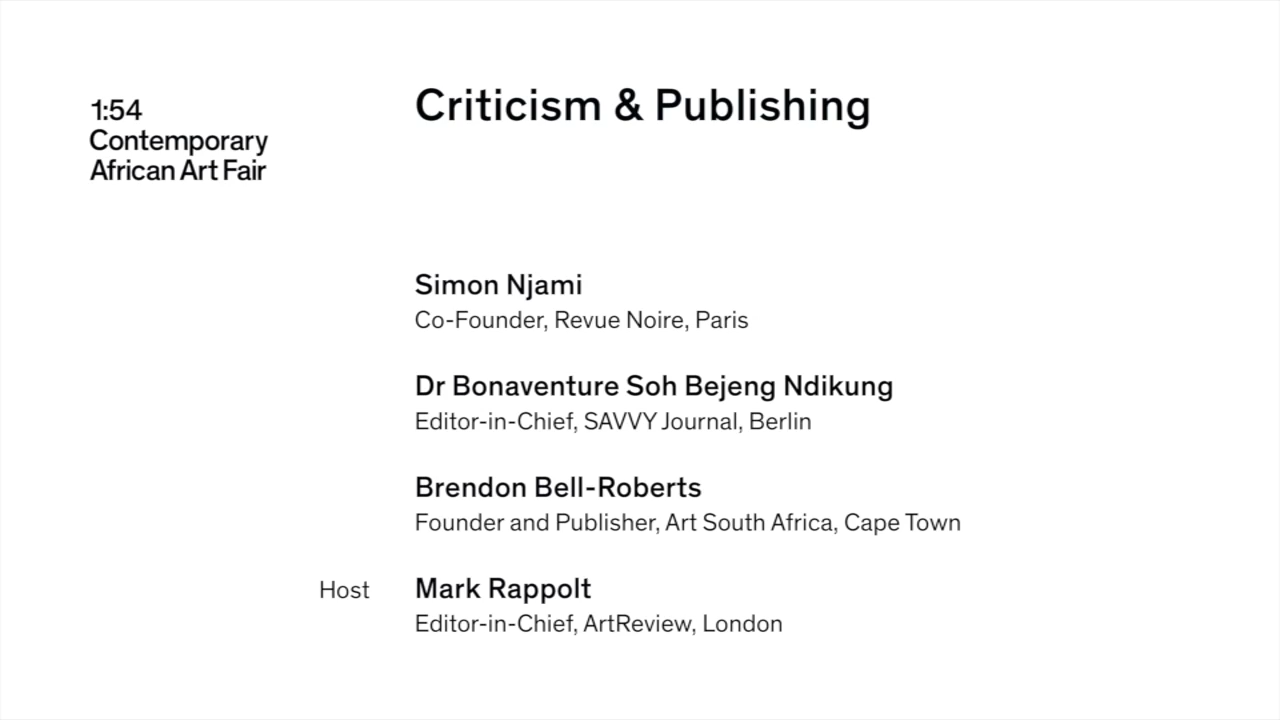 1:54
Contemporary
African Art Fair
Criticism & Publishing
Simon Njami
Co-Founder, Revue Noire, Paris
Dr Bonaventure Soh Bejeng Ndikung
Editor-in-Chief, SAVVY Journal, Berlin
Brendon Bell-Roberts
Founder and Publisher, Art South Africa, Cape Town
Host Mark Rappolt
Editor-in-Chief, ArtReview, London